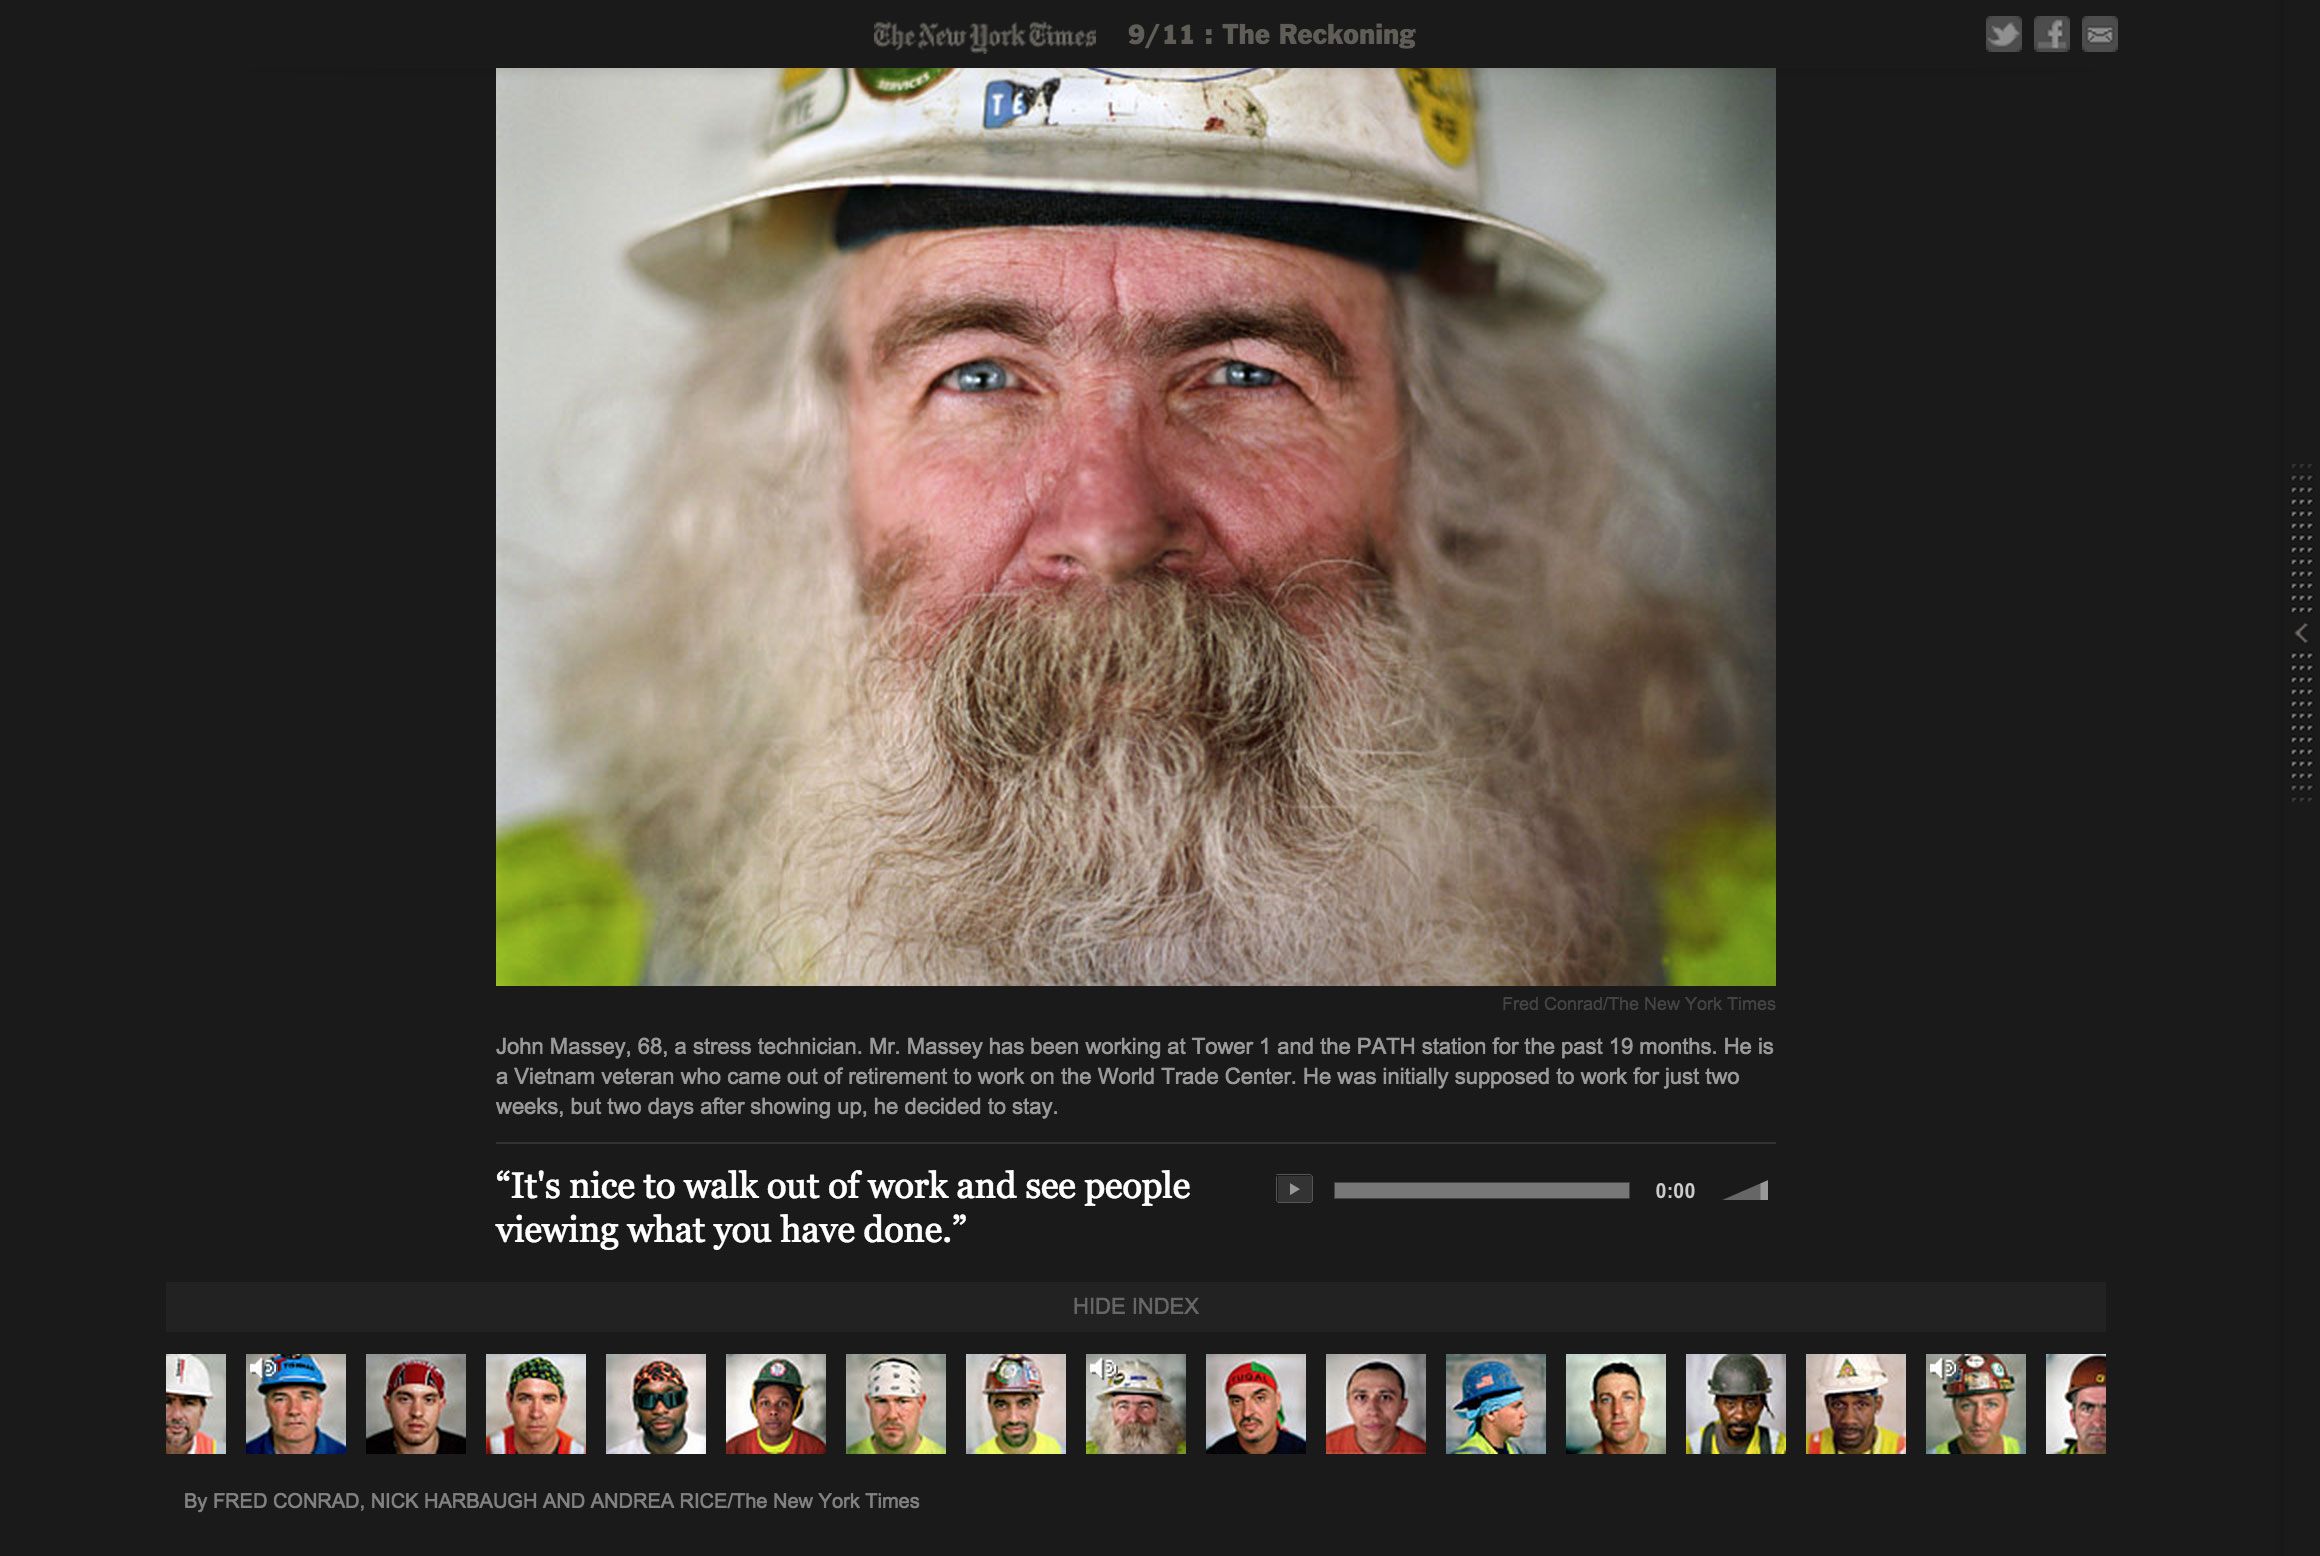 The New York Times 9/11 : The Reckoning
SERVICES
TE
Fred Conrad/The New York Times
John Massey, 68, a stress technician. Mr. Massey has been working at Tower 1 and the PATH station for the past 19 months. He is
a Vietnam veteran who came out of retirement to work on the World Trade Center. He was initially supposed to work for just two
weeks, but two days after showing up, he decided to stay.
“It's nice to walk out of work and see people
viewing what you have done.”
0:00
HIDE INDEX
TUGAL
By FRED CONRAD, NICK HARBAUGH AND ANDREA RICE/The New York Times